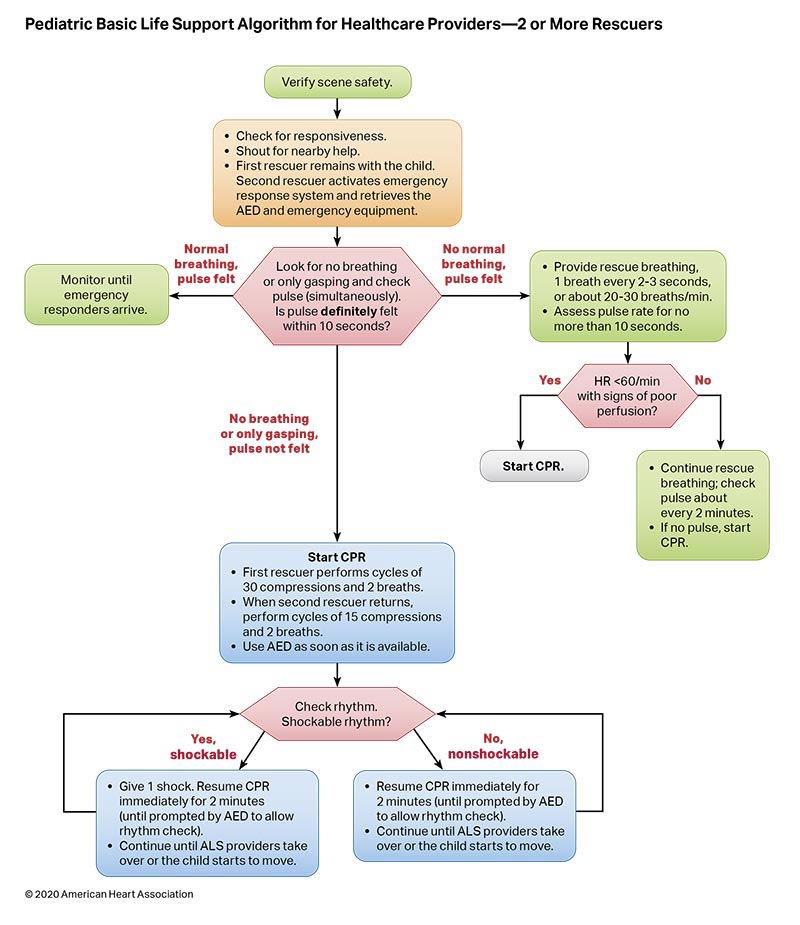 Pediatric Basic Life Support Algorithm for Healthcare Providers—2 or More Rescuers
Verify scene safety.
• Check for responsiveness.
• Shout for nearby help.
• First rescuer remains with the child.
Second rescuer activates emergency
response system and retrieves the
AED and emergency equipment.
Normal
breathing,
pulse felt
No normal
breathing,
pulse felt
Monitor until
emergency
responders arrive.
Look for no breathing
or only gasping and check
pulse (simultaneously).
Is pulse definitely felt
within 10 seconds?
• Provide rescue breathing,
1 breath every 2-3 seconds,
or about 20-30 breaths/min.
• Assess pulse rate for no
more than 10 seconds.
Yes
HR <60/min
with signs of poor
perfusion?
No
No breathing
or only gasping,
pulse not felt
Start CPR.
• Continue rescue
breathing; check
pulse about
every 2 minutes.
• If no pulse, start
CPR.
Start CPR
• First rescuer performs cycles of
30 compressions and 2 breaths.
• When second rescuer returns,
perform cycles of 15 compressions
and 2 breaths.
• Use AED as soon as it is available.
Check rhythm.
Shockable rhythm?
Yes,
shockable
No,
nonshockable
• Give 1 shock. Resume CPR
immediately for 2 minutes
(until prompted by AED to allow
rhythm check).
• Continue until ALS providers take
over or the child starts to move.
• Resume CPR immediately for
2 minutes (until prompted by AED
to allow rhythm check).
• Continue until ALS providers take
over or the child starts to move.
© 2020 American Heart Association